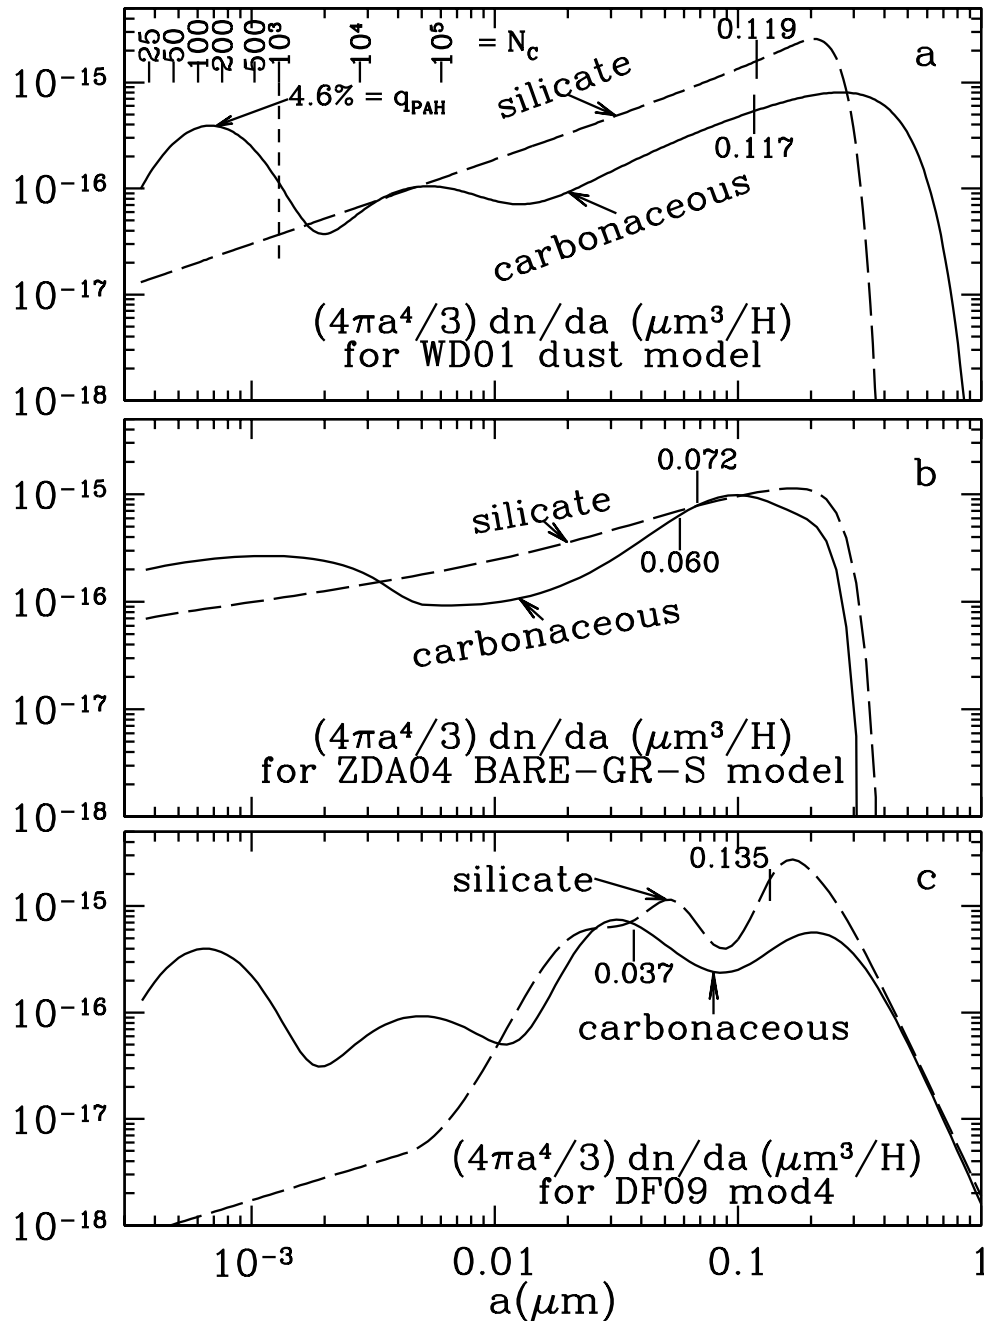 25 50 100 200 500 10³ 10⁴ 10⁵ = N_C
0.119
a
10⁻¹⁵
4.6% = q_PAH
silicate
0.117
10⁻¹⁶
carbonaceous
10⁻¹⁷
(4πa⁴/3) dn/da (μm³/H)
for WD01 dust model
10⁻¹⁸
0.072
b
10⁻¹⁵
silicate
0.060
10⁻¹⁶
carbonaceous
10⁻¹⁷
(4πa⁴/3) dn/da (μm³/H)
for ZDA04 BARE-GR-S model
10⁻¹⁸
0.135
silicate
c
10⁻¹⁵
0.037
10⁻¹⁶
carbonaceous
10⁻¹⁷
(4πa⁴/3) dn/da (μm³/H)
for DF09 mod4
10⁻¹⁸
10⁻³ 0.01 0.1 1
a(μm)